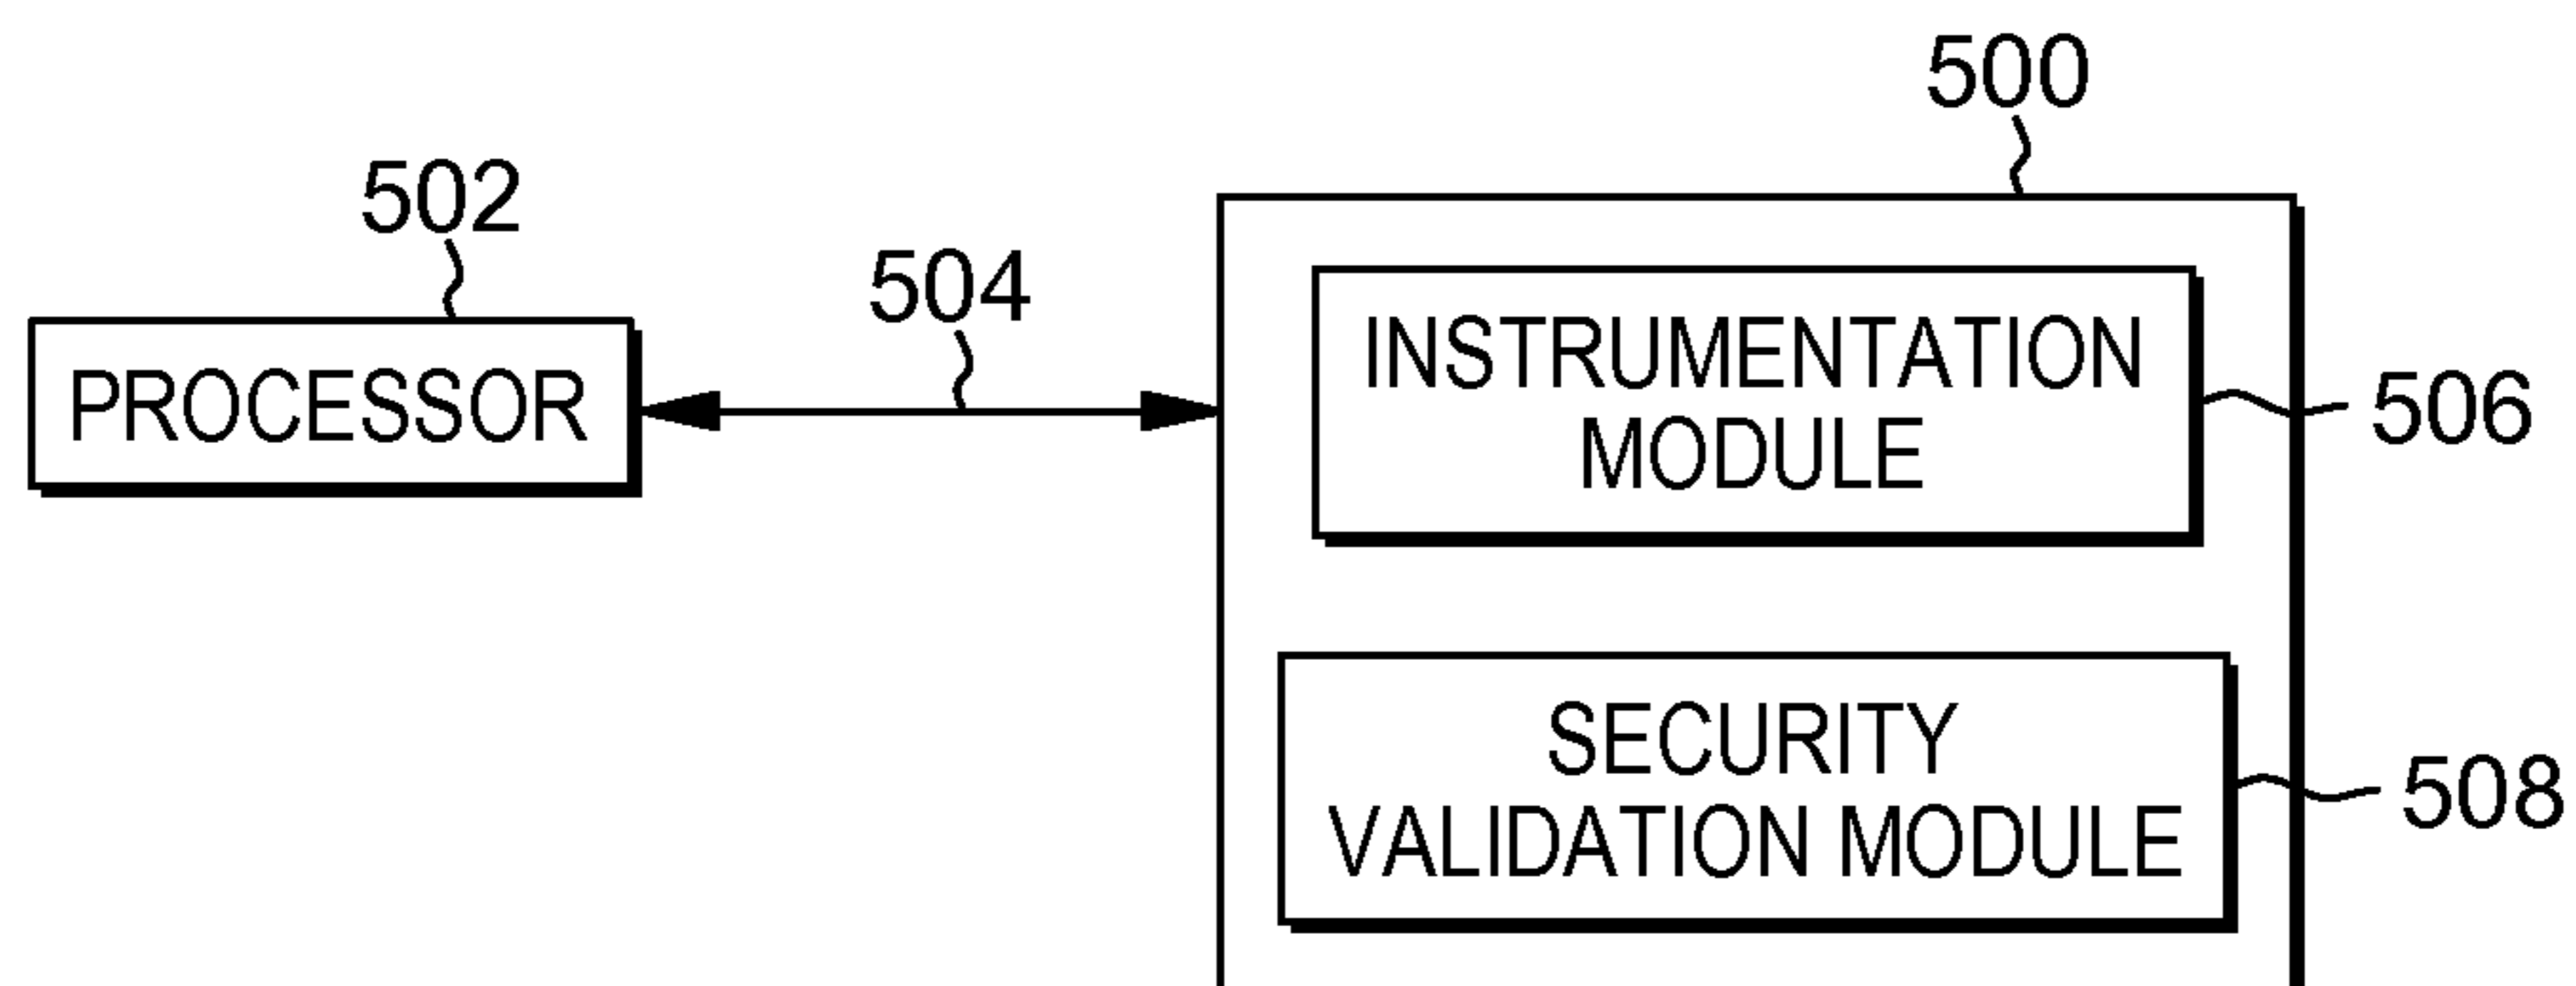 500
502
504
PROCESSOR
INSTRUMENTATION
MODULE
506
SECURITY
VALIDATION MODULE
508